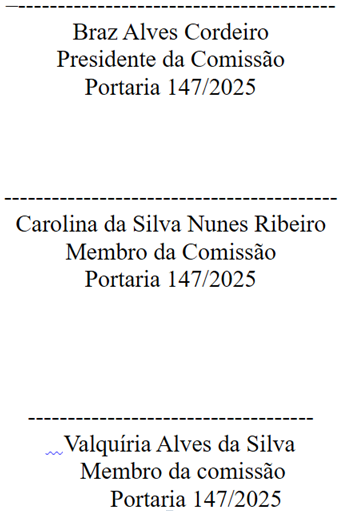 —----------------------------------------
Braz Alves Cordeiro
Presidente da Comissão
Portaria 147/2025
------------------------------------------
Carolina da Silva Nunes Ribeiro
Membro da Comissão
Portaria 147/2025
------------------------------------
Valquíria Alves da Silva
Membro da comissão
Portaria 147/2025